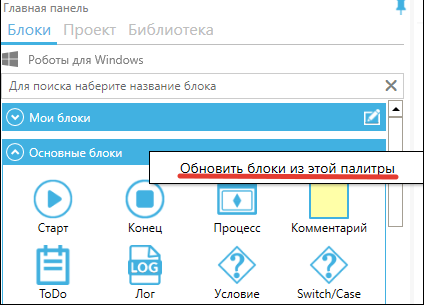 Главная панель
Блоки Проект Библиотека
Роботы для Windows
Для поиска наберите название блока
Мои блоки
Основные блоки
Обновить блоки из этой палитры
Старт Конец Процесс Комментарий
LOG
ToDo Лог Условие Switch/Case